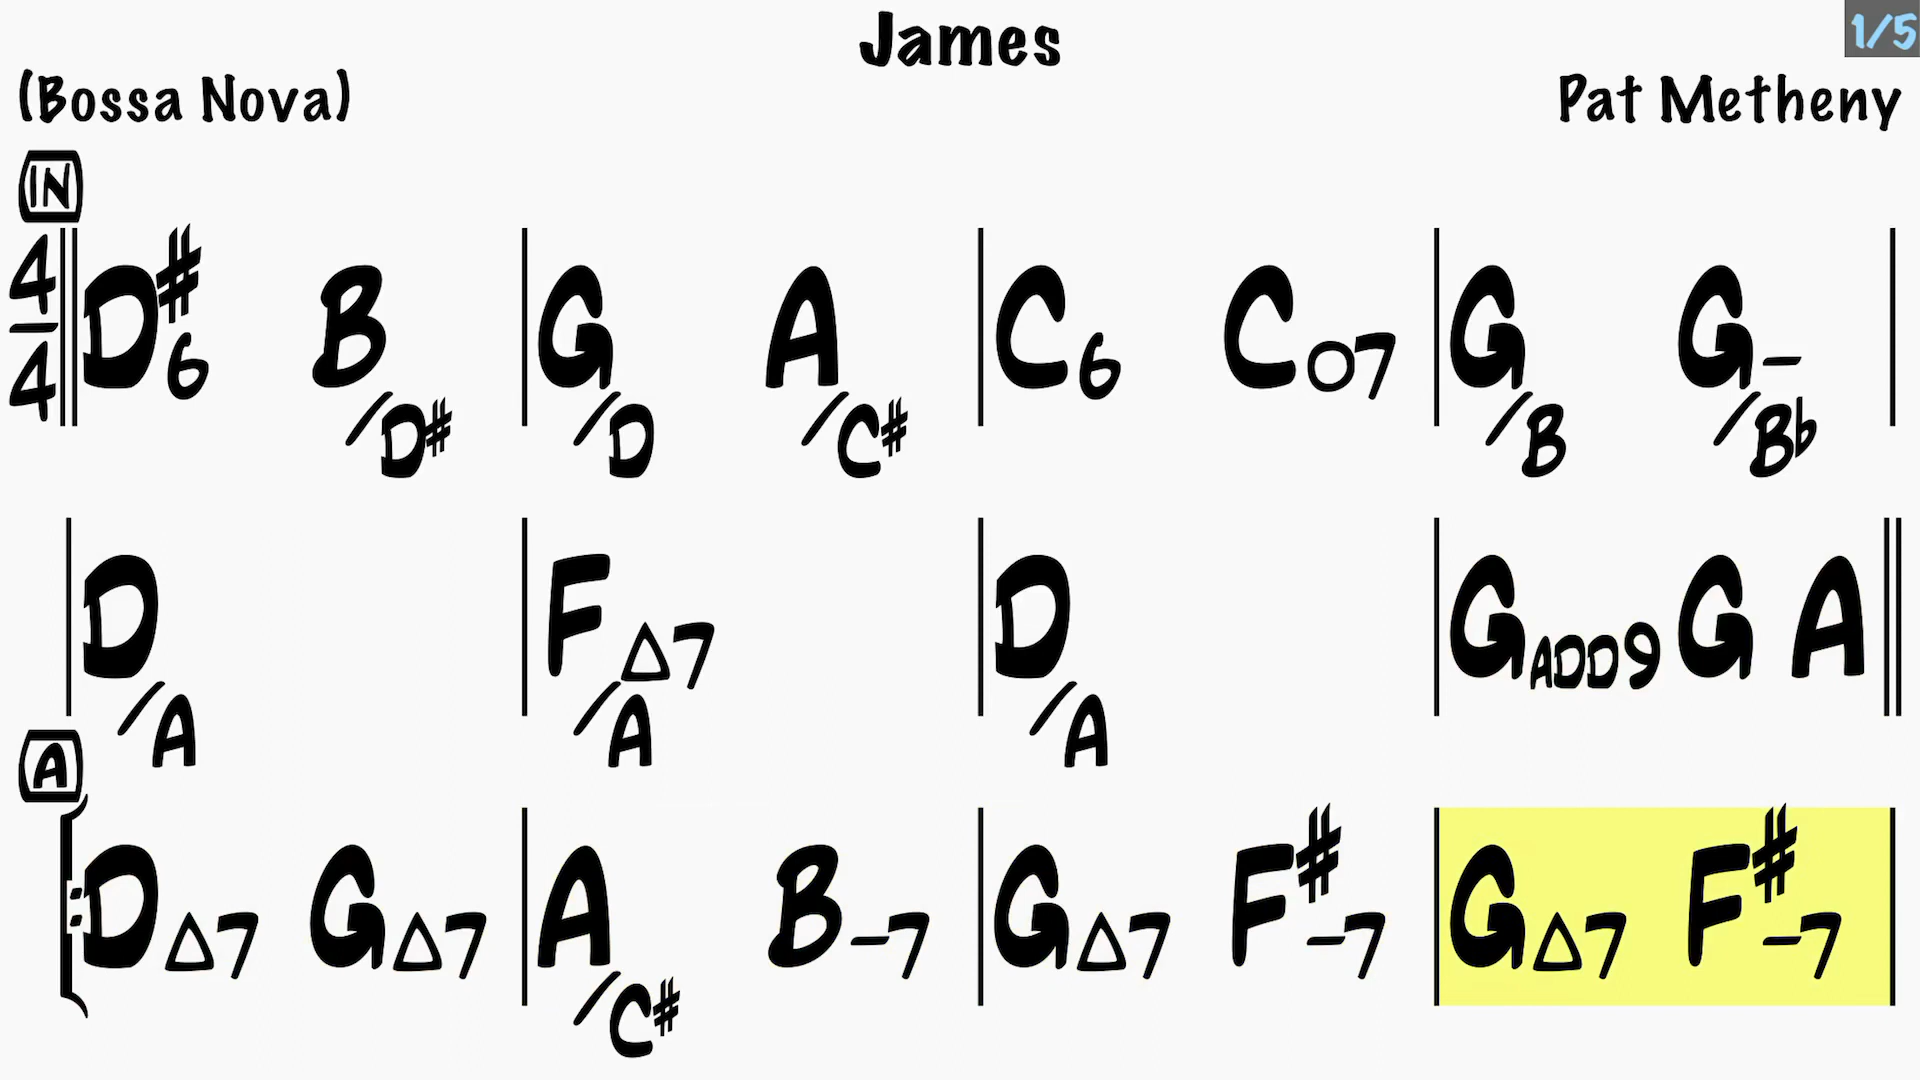 James
1/5
(Bossa Nova)
Pat Metheny
IN
4/4 D#6 B/D# G/D A/C# C6 Co7 G/B G-/Bb
D/A FΔ7/A D/A GADD9 G A
A
DΔ7 GΔ7 A/C# B-7 GΔ7 F#-7 GΔ7 F#-7